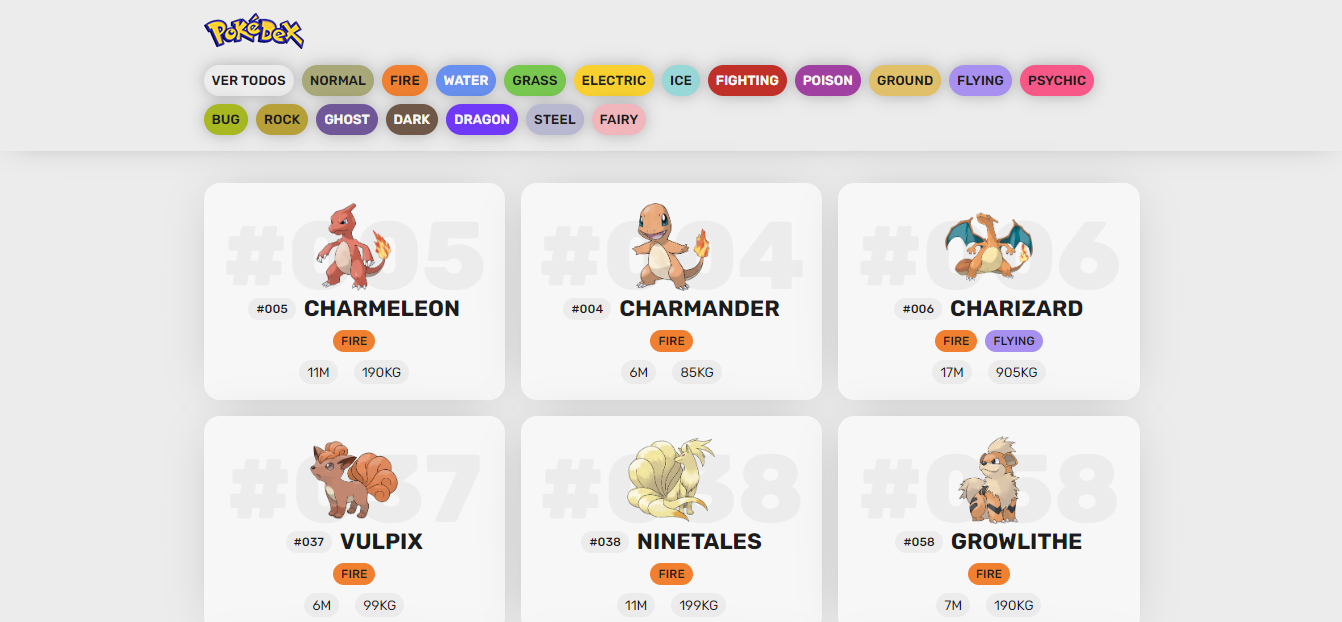 PokéDex
VER TODOS NORMAL FIRE WATER GRASS ELECTRIC ICE FIGHTING POISON GROUND FLYING PSYCHIC
BUG ROCK GHOST DARK DRAGON STEEL FAIRY
#005
#005 CHARMELEON
FIRE
11M 190KG
#004
#004 CHARMANDER
FIRE
6M 85KG
#006
#006 CHARIZARD
FIRE FLYING
17M 905KG
#037
#037 VULPIX
FIRE
6M 99KG
#038
#038 NINETALES
FIRE
11M 199KG
#058
#058 GROWLITHE
FIRE
7M 190KG